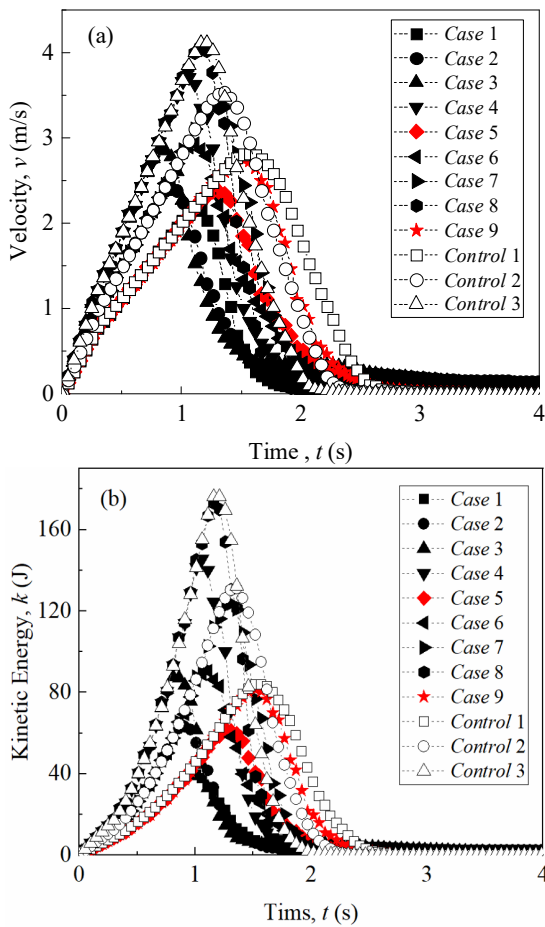 (a)
Velocity, v (m/s)
4
3
2
1
0
0
1
2
3
4
Time , t (s)
Case 1
Case 2
Case 3
Case 4
Case 5
Case 6
Case 7
Case 8
Case 9
Control 1
Control 2
Control 3
(b)
Kinetic Energy, k (J)
160
120
80
40
0
0
1
2
3
4
Tims, t (s)
Case 1
Case 2
Case 3
Case 4
Case 5
Case 6
Case 7
Case 8
Case 9
Control 1
Control 2
Control 3